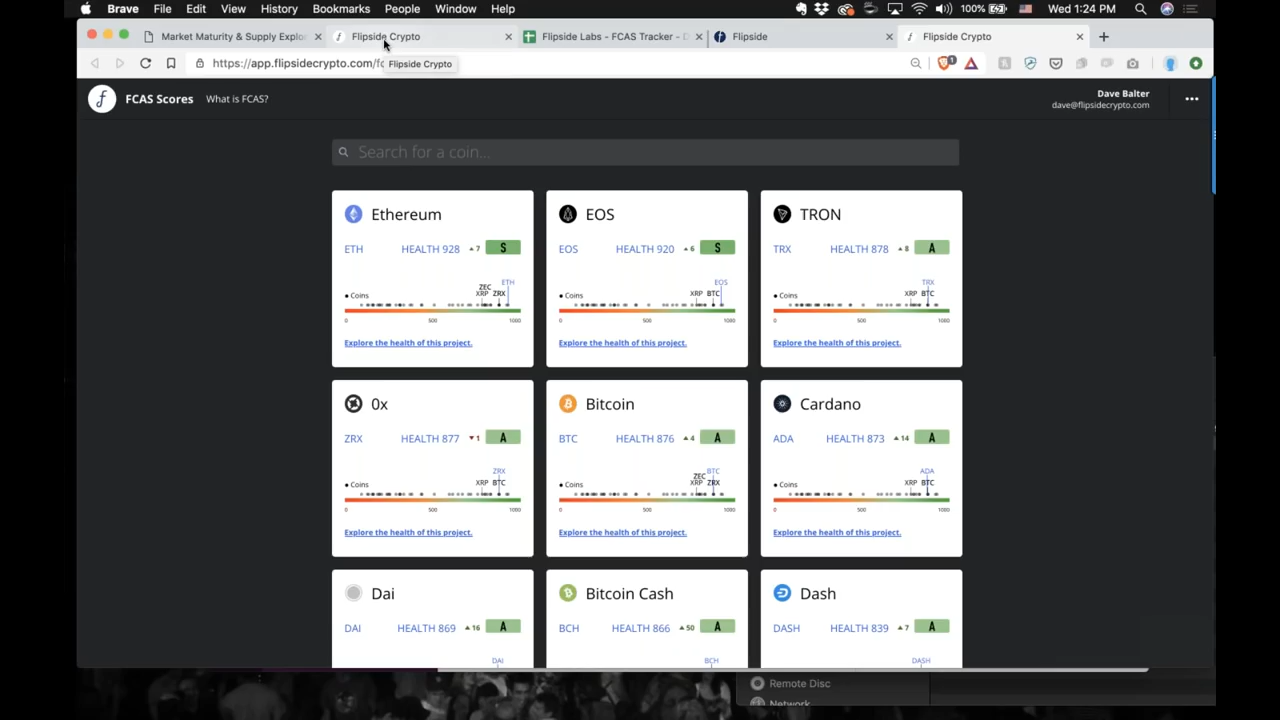 Brave File Edit View History Bookmarks People Window Help 100% Wed 1:24 PM
Market Maturity & Supply Explo × Flipside Crypto × Flipside Labs - FCAS Tracker - × Flipside × Flipside Crypto × +
https://app.flipsidecrypto.com/fc
Flipside Crypto
1
FCAS Scores What is FCAS?
Dave Balter
dave@flipsidecrypto.com
Search for a coin...
Ethereum
ETH HEALTH 928 7 S
ETH
ZEC
Coins XRP ZRX
0 500 1000
Explore the health of this project.
EOS
EOS HEALTH 920 6 S
EOS
Coins XRP BTC
0 500 1000
Explore the health of this project.
TRON
TRX HEALTH 878 8 A
TRX
Coins XRP BTC
0 500 1000
Explore the health of this project.
0x
ZRX HEALTH 877 1 A
ZRX
Coins XRP BTC
0 500 1000
Explore the health of this project.
Bitcoin
BTC HEALTH 876 4 A
BTC
ZEC
Coins XRP ZRX
0 500 1000
Explore the health of this project.
Cardano
ADA HEALTH 873 14 A
ADA
Coins XRP BTC
0 500 1000
Explore the health of this project.
Dai
DAI HEALTH 869 16 A
DAI
Bitcoin Cash
BCH HEALTH 866 50 A
BCH
Dash
DASH HEALTH 839 7 A
DASH
Remote Disc
Network